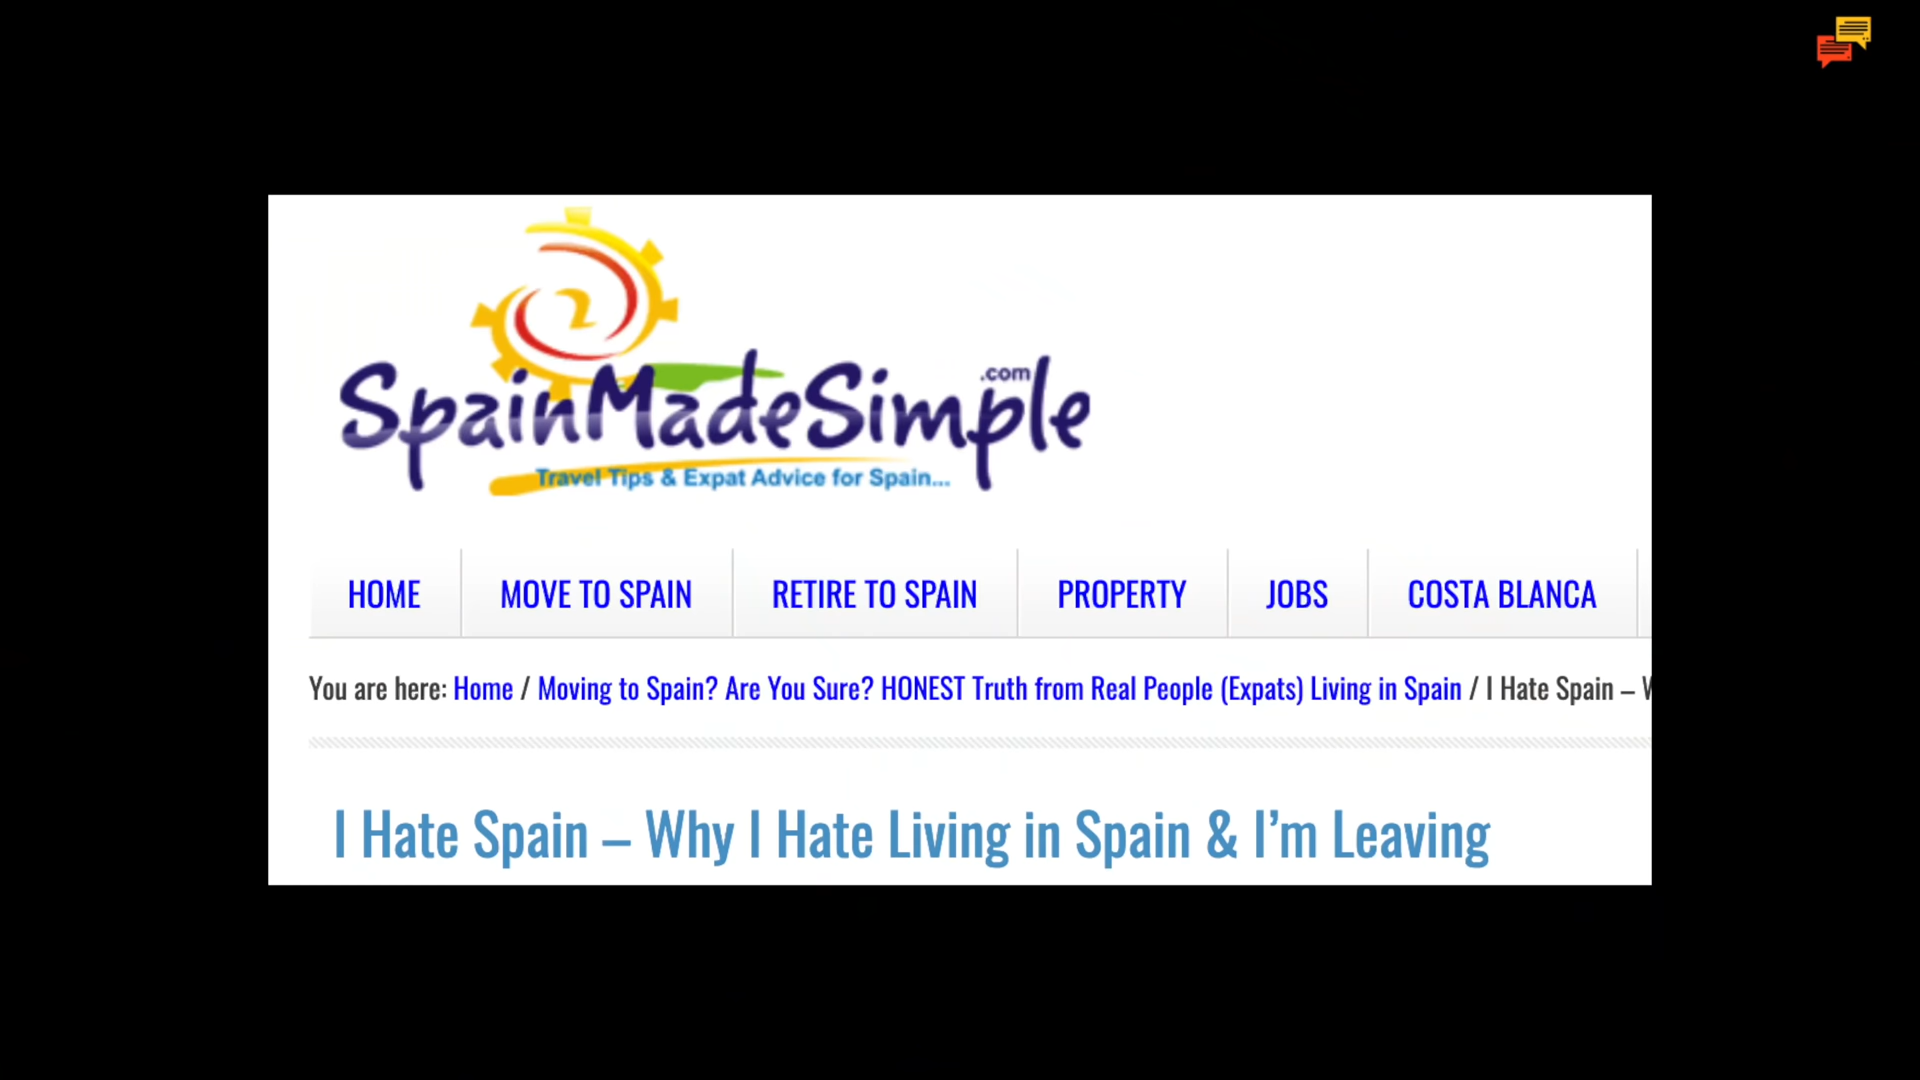 SpainMadeSimple.com
Travel Tips & Expat Advice for Spain...
HOME MOVE TO SPAIN RETIRE TO SPAIN PROPERTY JOBS COSTA BLANCA
You are here: Home / Moving to Spain? Are You Sure? HONEST Truth from Real People (Expats) Living in Spain / I Hate Spain –
I Hate Spain – Why I Hate Living in Spain & I’m Leaving